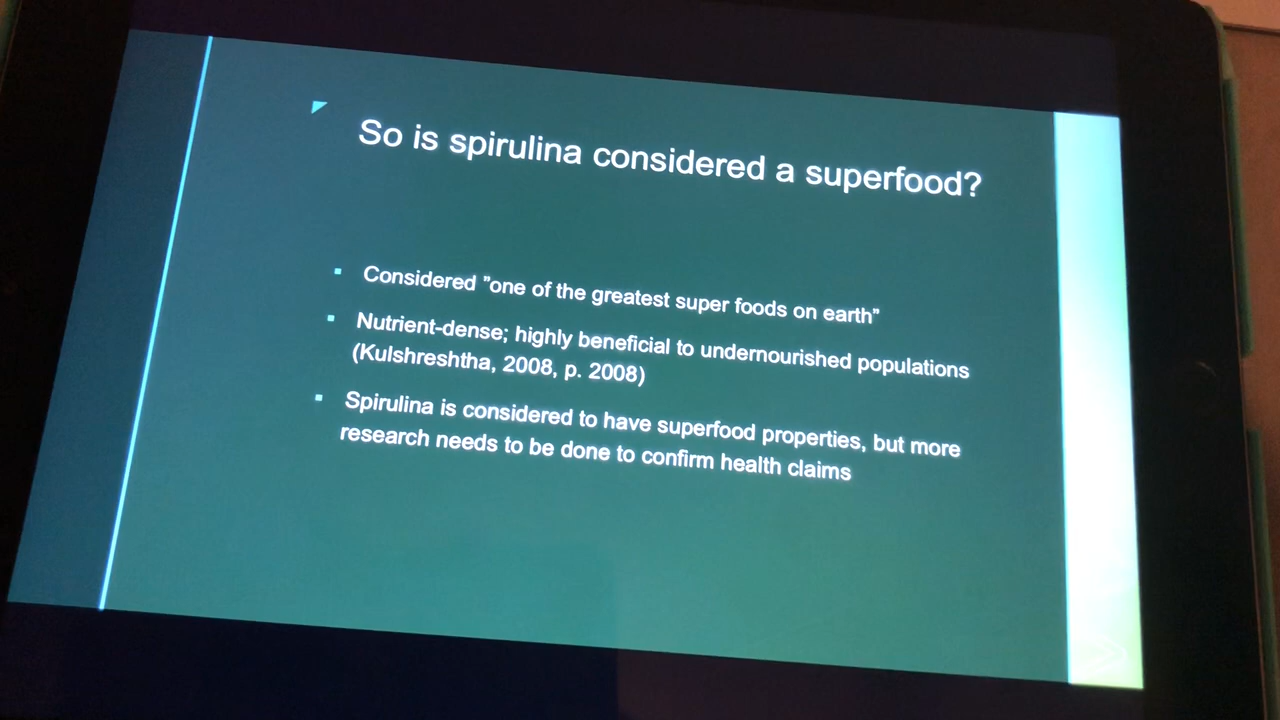 So is spirulina considered a superfood?
▪ Considered ”one of the greatest super foods on earth”
▪ Nutrient-dense; highly beneficial to undernourished populations
(Kulshreshtha, 2008, p. 2008)
▪ Spirulina is considered to have superfood properties, but more
research needs to be done to confirm health claims